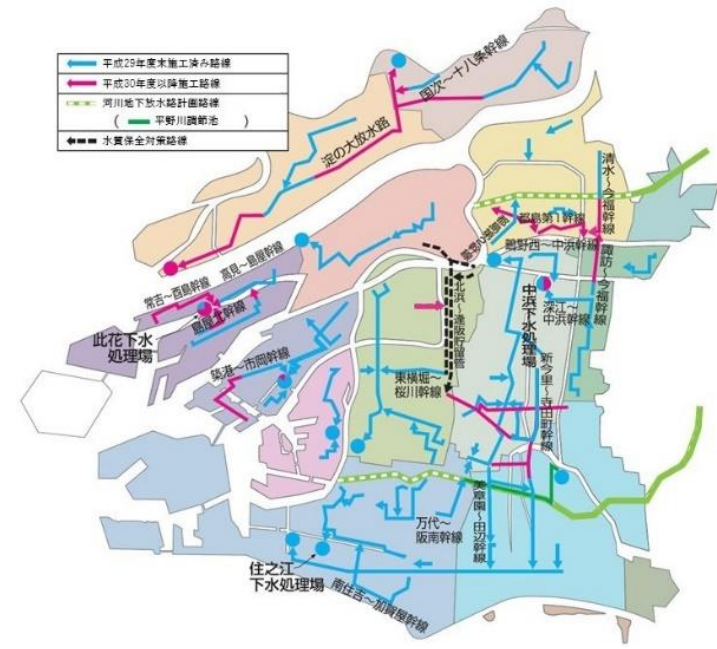 平成29年度末施工済み路線
平成30年度以降施工路線
河川地下放水路計画路線
( 平野川調節池 )
水質保全対策路線
国次～十八条幹線
淀の大放水路
清水～今福幹線
都島第1幹線
鶴野西～中浜幹線
諏訪～今福幹線
高見～島屋幹線
常吉～酉島幹線
島屋北幹線
此花下水
処理場
北浜～逢阪貯留管
中浜下水処理場
深江～
中浜幹線
築港～市岡幹線
東横堀～
桜川幹線
新今里～寺田町幹線
美章園～田辺幹線
万代～
阪南幹線
住之江
下水処理場
南住吉～加賀屋幹線